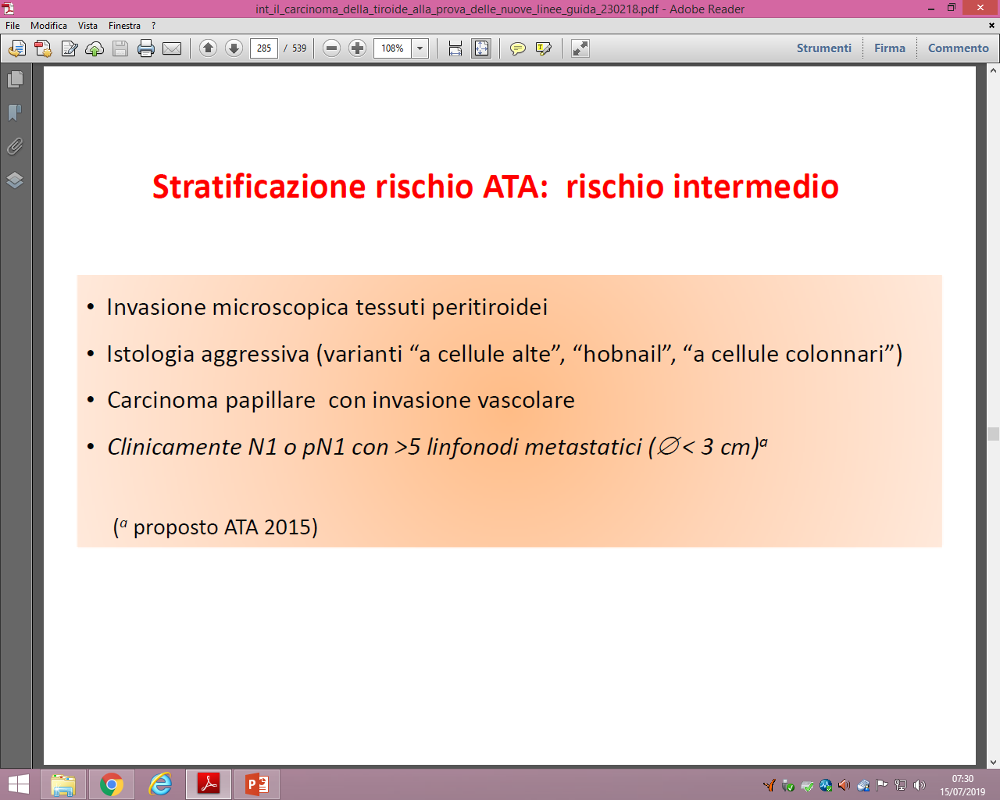 int_il_carcinoma_della_tiroide_alla_prova_delle_nuove_linee_guida_230218.pdf - Adobe Reader
File Modifica Vista Finestra ?
285 / 539 108% Strumenti Firma Commento
Stratificazione rischio ATA: rischio intermedio
• Invasione microscopica tessuti peritiroidei
• Istologia aggressiva (varianti “a cellule alte”, “hobnail”, “a cellule colonnari”)
• Carcinoma papillare con invasione vascolare
• Clinicamente N1 o pN1 con >5 linfonodi metastatici (∅ < 3 cm)ᵃ
(ᵃ proposto ATA 2015)
07:30
15/07/2019